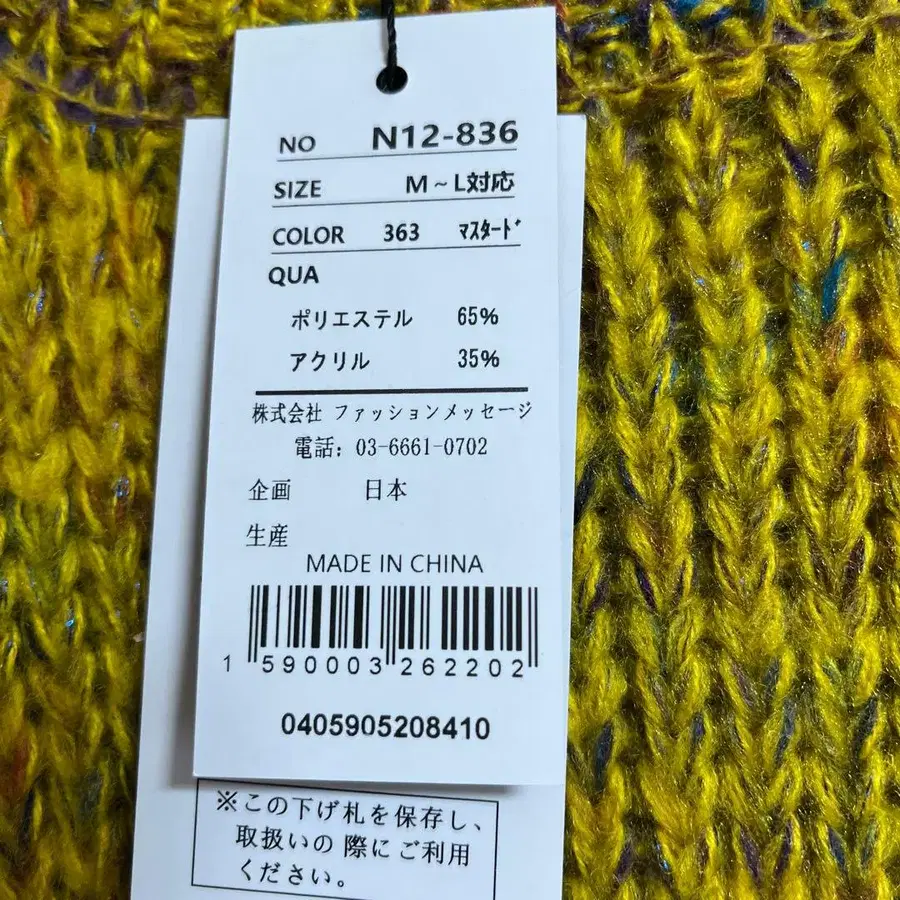 NO N12-836
SIZE M~L対応
COLOR 363 ﾏｽﾀｰﾄﾞ
QUA
ポリエステル 65%
アクリル 35%
株式会社 ファッションメッセージ
電話: 03-6661-0702
企画 日本
生産
MADE IN CHINA
1 590003 262202
0405905208410
※この下げ札を保存し、
取扱いの 際にご利用
ください。